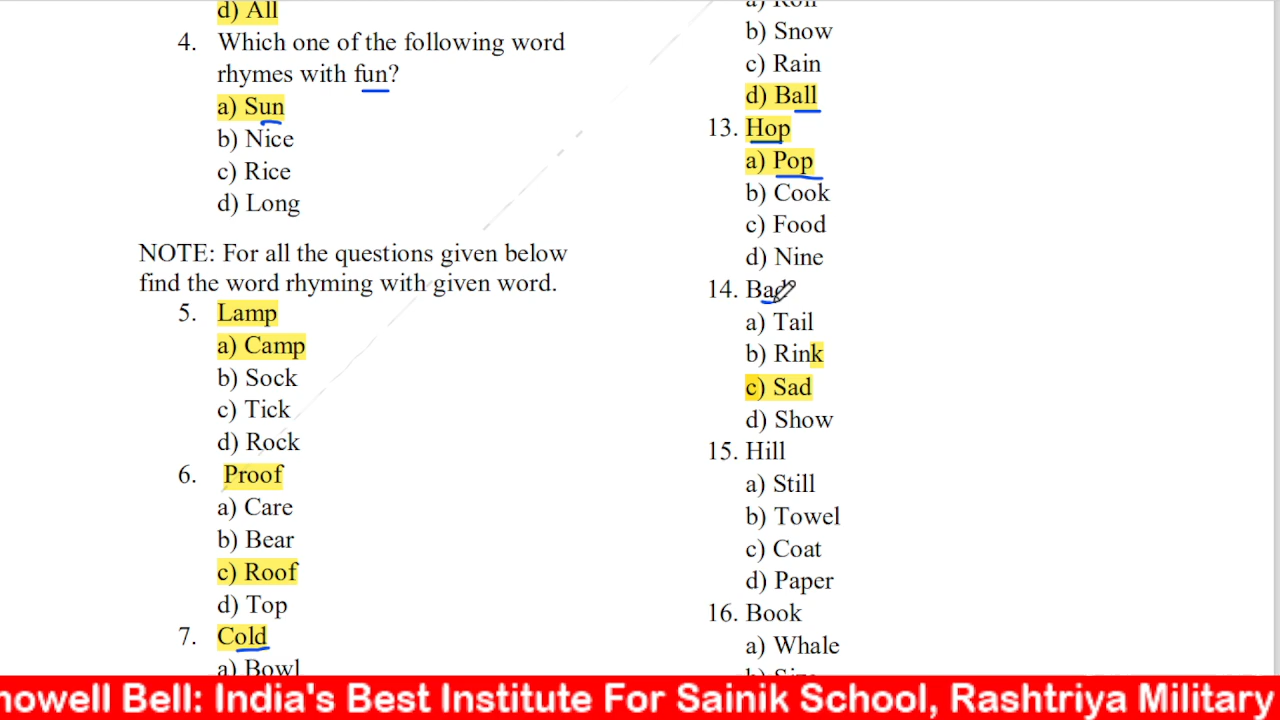 d) All
4. Which one of the following word
rhymes with fun?
a) Sun
b) Nice
c) Rice
d) Long
NOTE: For all the questions given below
find the word rhyming with given word.
5. Lamp
a) Camp
b) Sock
c) Tick
d) Rock
6. Proof
a) Care
b) Bear
c) Roof
d) Top
7. Cold
a) Bowl
b) Snow
c) Rain
d) Ball
13. Hop
a) Pop
b) Cook
c) Food
d) Nine
14. Bad
a) Tail
b) Rink
c) Sad
d) Show
15. Hill
a) Still
b) Towel
c) Coat
d) Paper
16. Book
a) Whale
howell Bell: India's Best Institute For Sainik School, Rashtriya Military